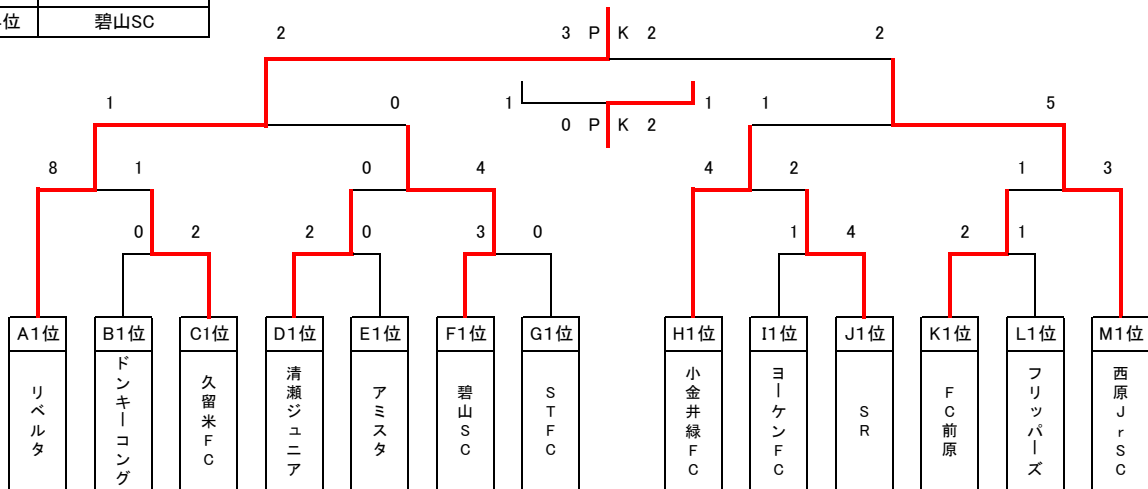 位 碧山SC
2 3 P K 2 2
1 0 1 1 1 5
0 P K 2
8 1 0 4 4 2 1 3
0 2 2 0 3 0 1 4 2 1
A1位 B1位 C1位 D1位 E1位 F1位 G1位 H1位 I1位 J1位 K1位 L1位 M1位
リベルタ
ドンキーコング
久留米FC
清瀬ジュニア
アミスタ
碧山SC
STFC
小金井緑FC
ヨーケンFC
SR
FC前原
フリッパーズ
西原JrSC